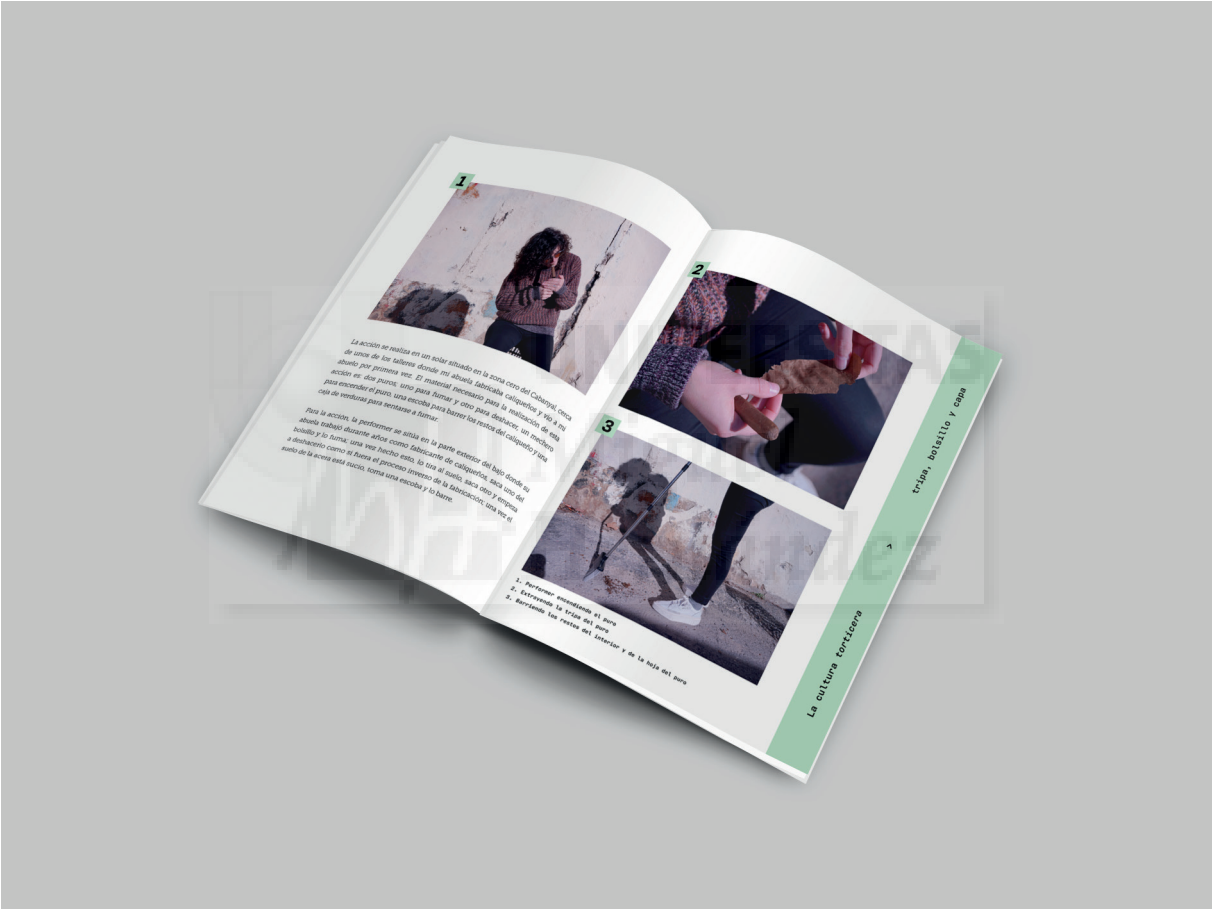 1
La acción se realiza en un solar situado en la zona cero del Cabanyal, cerca
de unos de los talleres donde mi abuela fabricaba caliqueños y vio a mi
abuelo por primera vez. El material necesario para la realización de esta
acción es: dos puros, uno para fumar y otro para deshacer, un mechero
para encender el puro, una escoba para barrer los restos del caliqueño y una
caja de verduras para sentarse a fumar.
Para la acción, la performer se sitúa en la parte exterior del bajo donde su
abuela trabajó durante años como fabricante de caliqueños, saca uno del
bolsillo y lo fuma; una vez hecho esto, lo tira al suelo, saca otro y empieza
a deshacerlo como si fuera el proceso inverso de la fabricación; una vez el
suelo de la acera está sucio, toma una escoba y lo barre.
2
3
1. Performer encendiendo el puro
2. Extrayendo la tripa del puro
3. Barriendo los restos del interior y de la hoja del puro
La cultura tortícera
>
tripa, bolsillo y capa
UNIVERSITAS
Miguel
Hernández